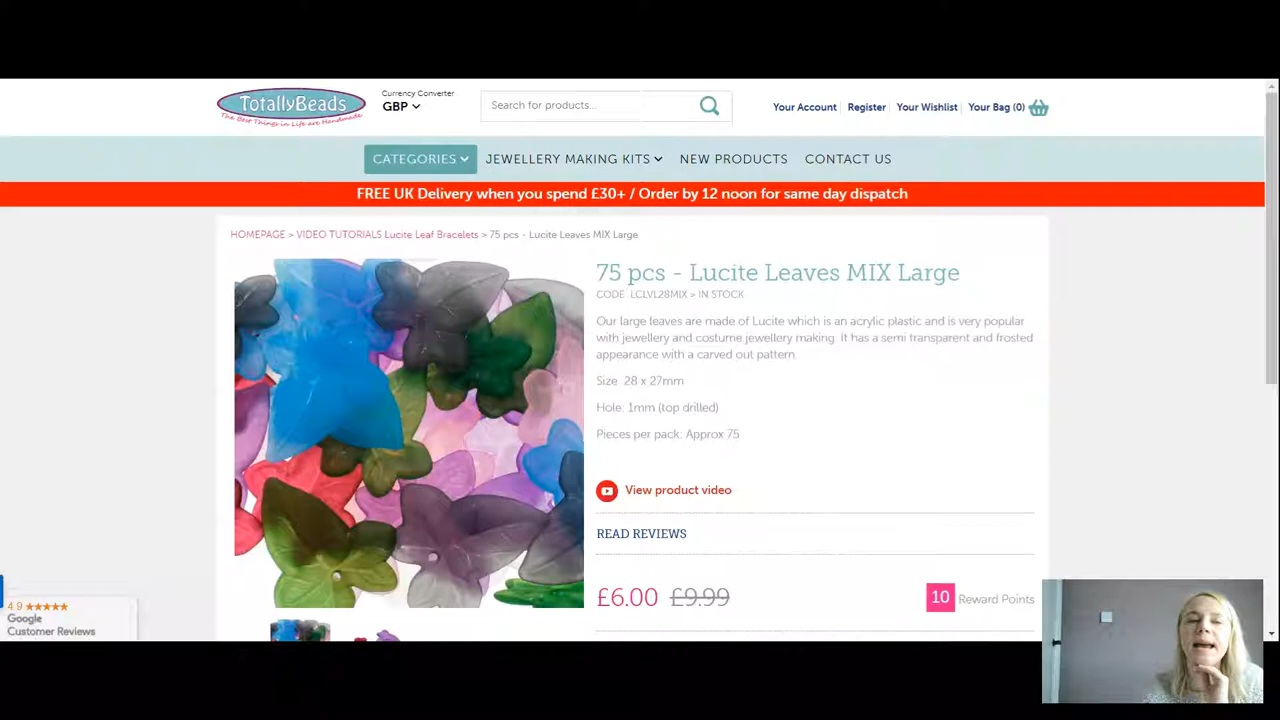 TotallyBeads
The Best Things in Life are Handmade
Currency Converter
GBP
Search for products...
Your Account
Register
Your Wishlist
Your Bag (0)
CATEGORIES
JEWELLERY MAKING KITS
NEW PRODUCTS
CONTACT US
FREE UK Delivery when you spend £30+ / Order by 12 noon for same day dispatch
HOMEPAGE > VIDEO TUTORIALS Lucite Leaf Bracelets > 75 pcs - Lucite Leaves MIX Large
75 pcs - Lucite Leaves MIX Large
CODE: LCLVL28MIX > IN STOCK
Our large leaves are made of Lucite which is an acrylic plastic and is very popular
with jewellery and costume jewellery making. It has a semi transparent and frosted
appearance with a carved out pattern.
Size 28 x 27mm
Hole: 1mm (top drilled)
Pieces per pack: Approx 75
View product video
READ REVIEWS
£6.00 £9.99
10 Reward Points
4.9 ★★★★★
Google
Customer Reviews